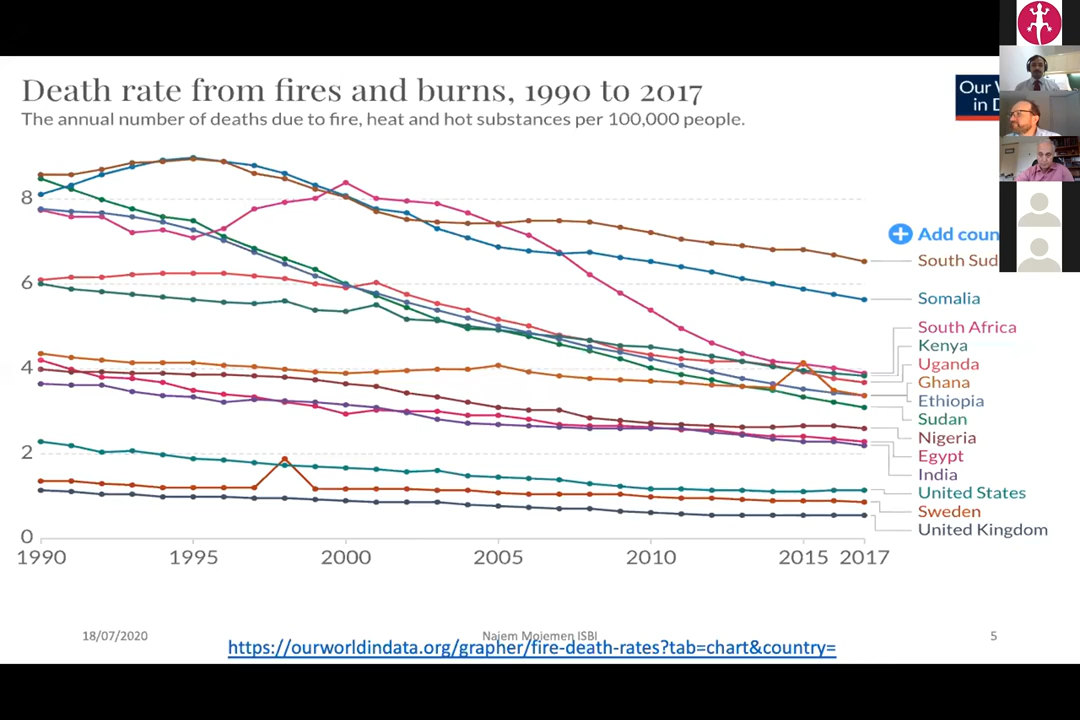 Death rate from fires and burns, 1990 to 2017
The annual number of deaths due to fire, heat and hot substances per 100,000 people.
Our
in
8
6
4
2
0
1990 1995 2000 2005 2010 2015 2017
Add coun
South Sud
Somalia
South Africa
Kenya
Uganda
Ghana
Ethiopia
Sudan
Nigeria
Egypt
India
United States
Sweden
United Kingdom
18/07/2020 Najem Mojemen ISBI 5
https://ourworldindata.org/grapher/fire-death-rates?tab=chart&country=